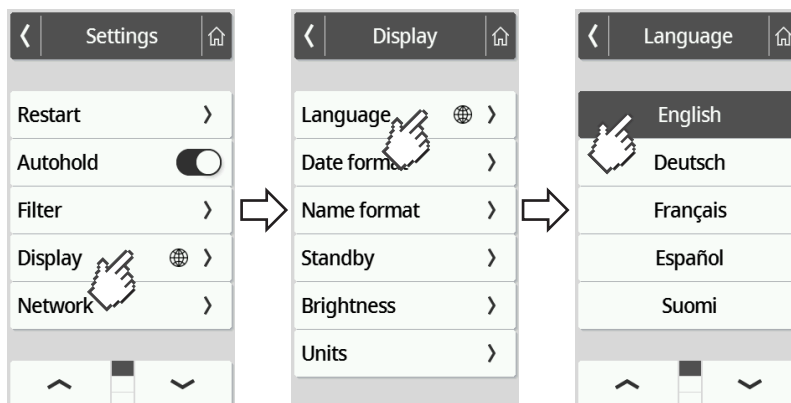 Settings
Restart
Autohold
Filter
Display
Network
Display
Language
Date format
Name format
Standby
Brightness
Units
Language
English
Deutsch
Français
Español
Suomi